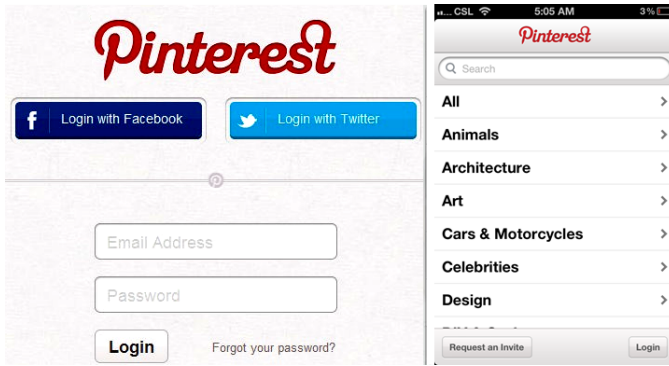 Pinterest
Login with Facebook
Login with Twitter
Email Address
Password
Login
Forgot your password?
CSL
5:05 AM
3%
Pinterest
Search
All
Animals
Architecture
Art
Cars & Motorcycles
Celebrities
Design
Request an Invite
Login